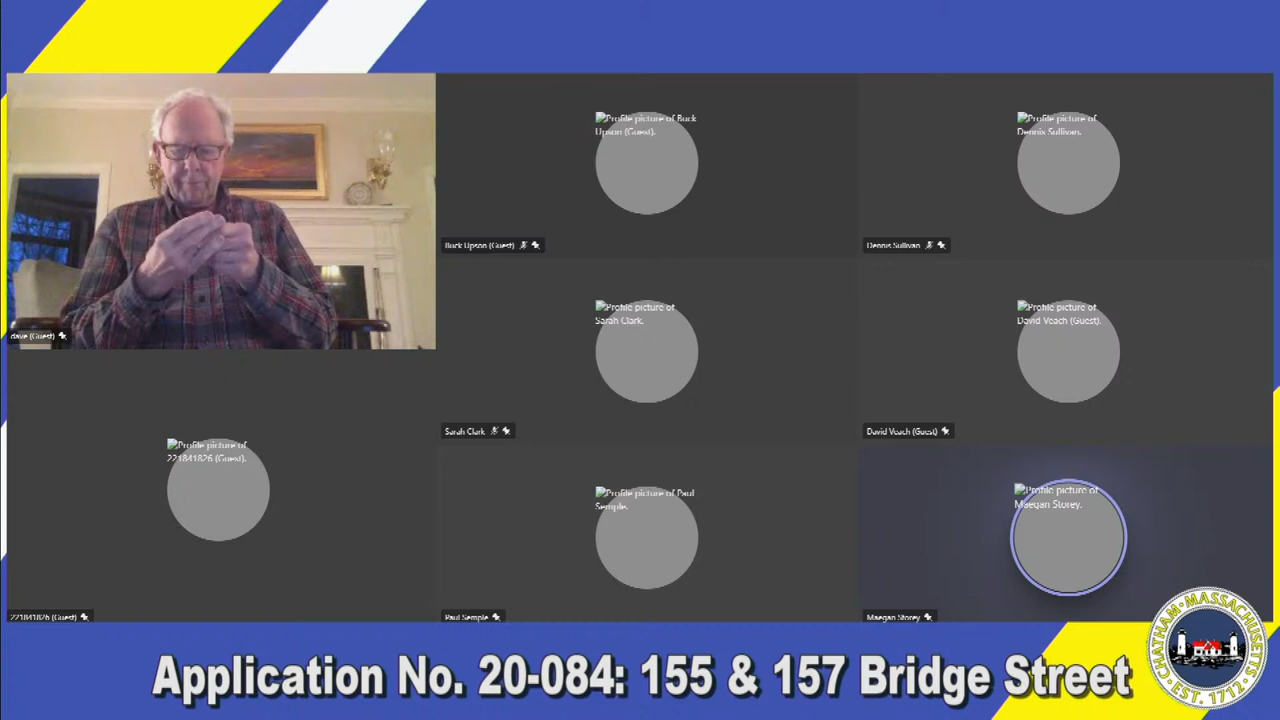 Profile picture of Buck
Upson (Guest).
Profile picture of
Dennis Sullivan.
Buck Upson (Guest)
Dennis Sullivan
dave (Guest)
Profile picture of
Sarah Clark.
Profile picture of
David Veach (Guest).
Sarah Clark
David Veach (Guest)
Profile picture of
221841826 (Guest).
Profile picture of Paul
Semple.
Profile picture of
Maegan Storey.
221841826 (Guest)
Paul Semple
Maegan Storey
Application No. 20-084: 155 & 157 Bridge Street
CHATHAM • MASSACHUSETTS
EST. 1712